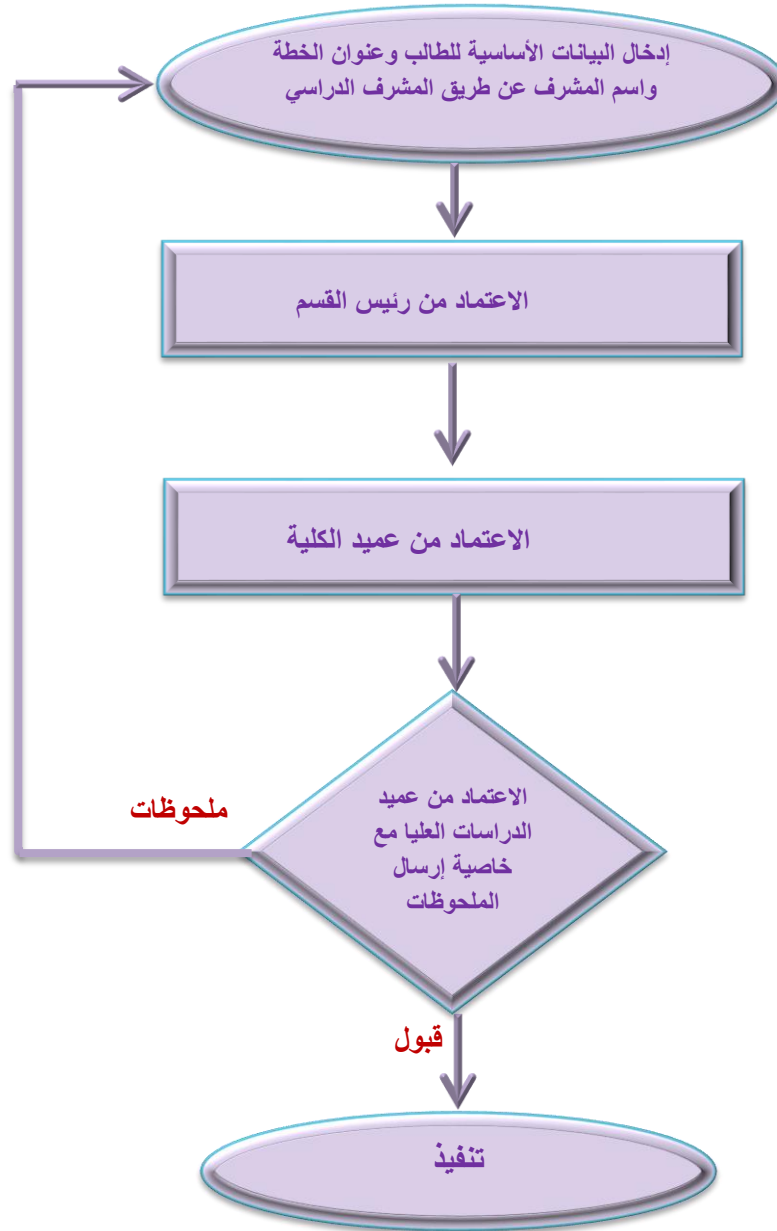 إدخال البيانات الأساسية للطالب وعنوان الخطة
واسم المشرف عن طريق المشرف الدراسي
الاعتماد من رئيس القسم
الاعتماد من عميد الكلية
الاعتماد من عميد
الدراسات العليا مع
خاصية إرسال
الملحوظات
ملحوظات
قبول
تنفيذ